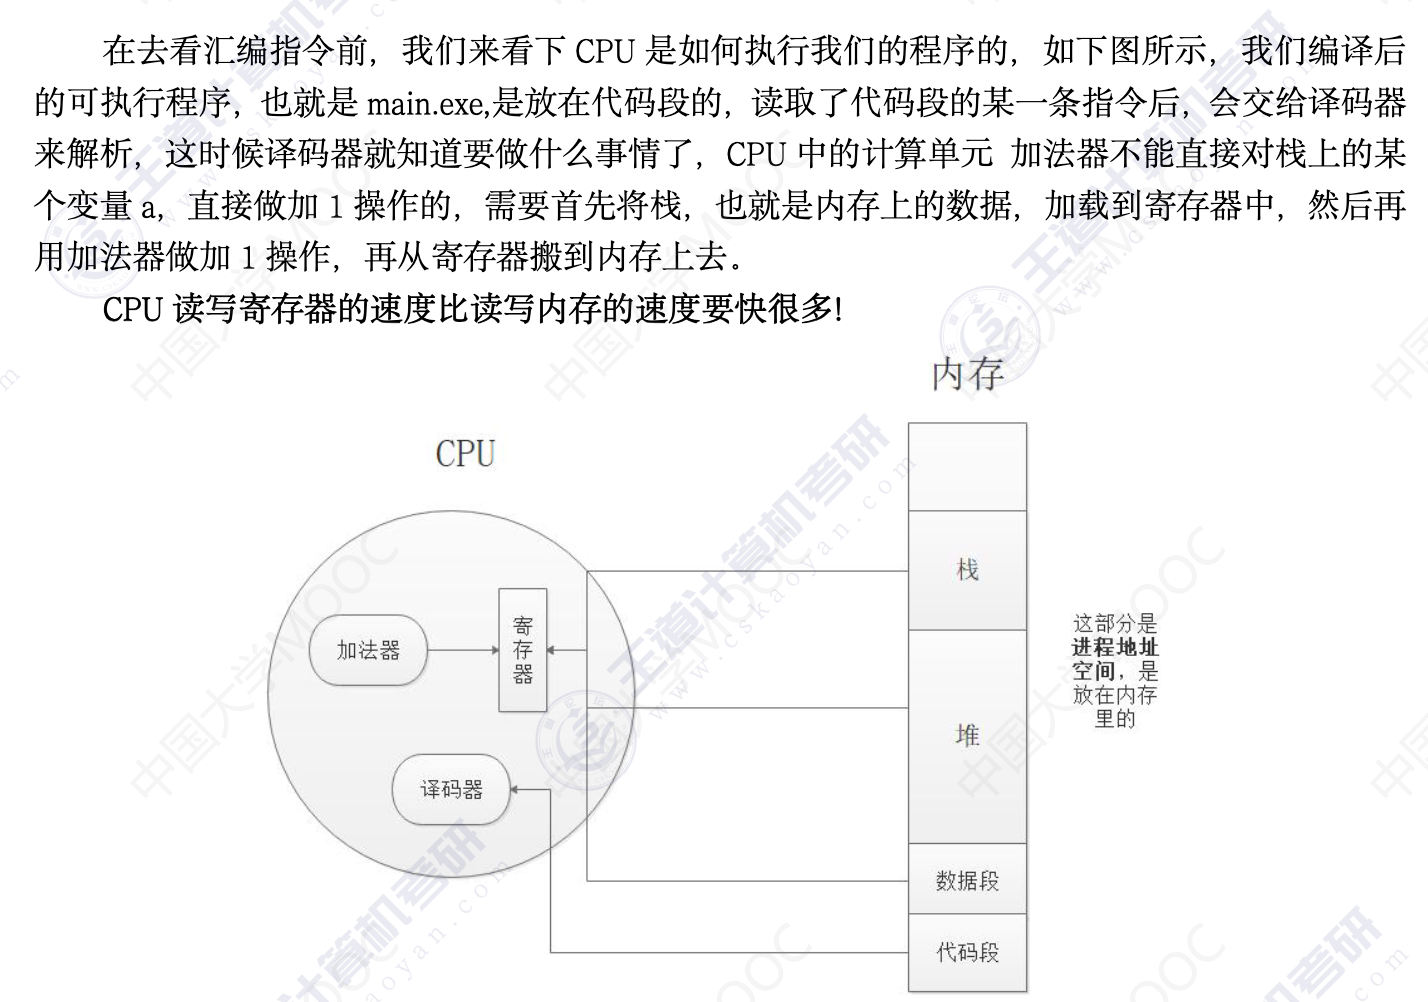 在去看汇编指令前，我们来看下 CPU 是如何执行我们的程序的，如下图所示，我们编译后
的可执行程序，也就是 main.exe,是放在代码段的，读取了代码段的某一条指令后，会交给译码器
来解析，这时候译码器就知道要做什么事情了，CPU 中的计算单元 加法器不能直接对栈上的某
个变量 a，直接做加 1 操作的，需要首先将栈，也就是内存上的数据，加载到寄存器中，然后再
用加法器做加 1 操作，再从寄存器搬到内存上去。
CPU 读写寄存器的速度比读写内存的速度要快很多!
内存
CPU
栈
加法器
寄
存
器
这部分是
进程地址
空间，是
放在内存
里的
堆
译码器
数据段
代码段
王道计算机考研
www.cskaoyan.com
中国大学MOOC